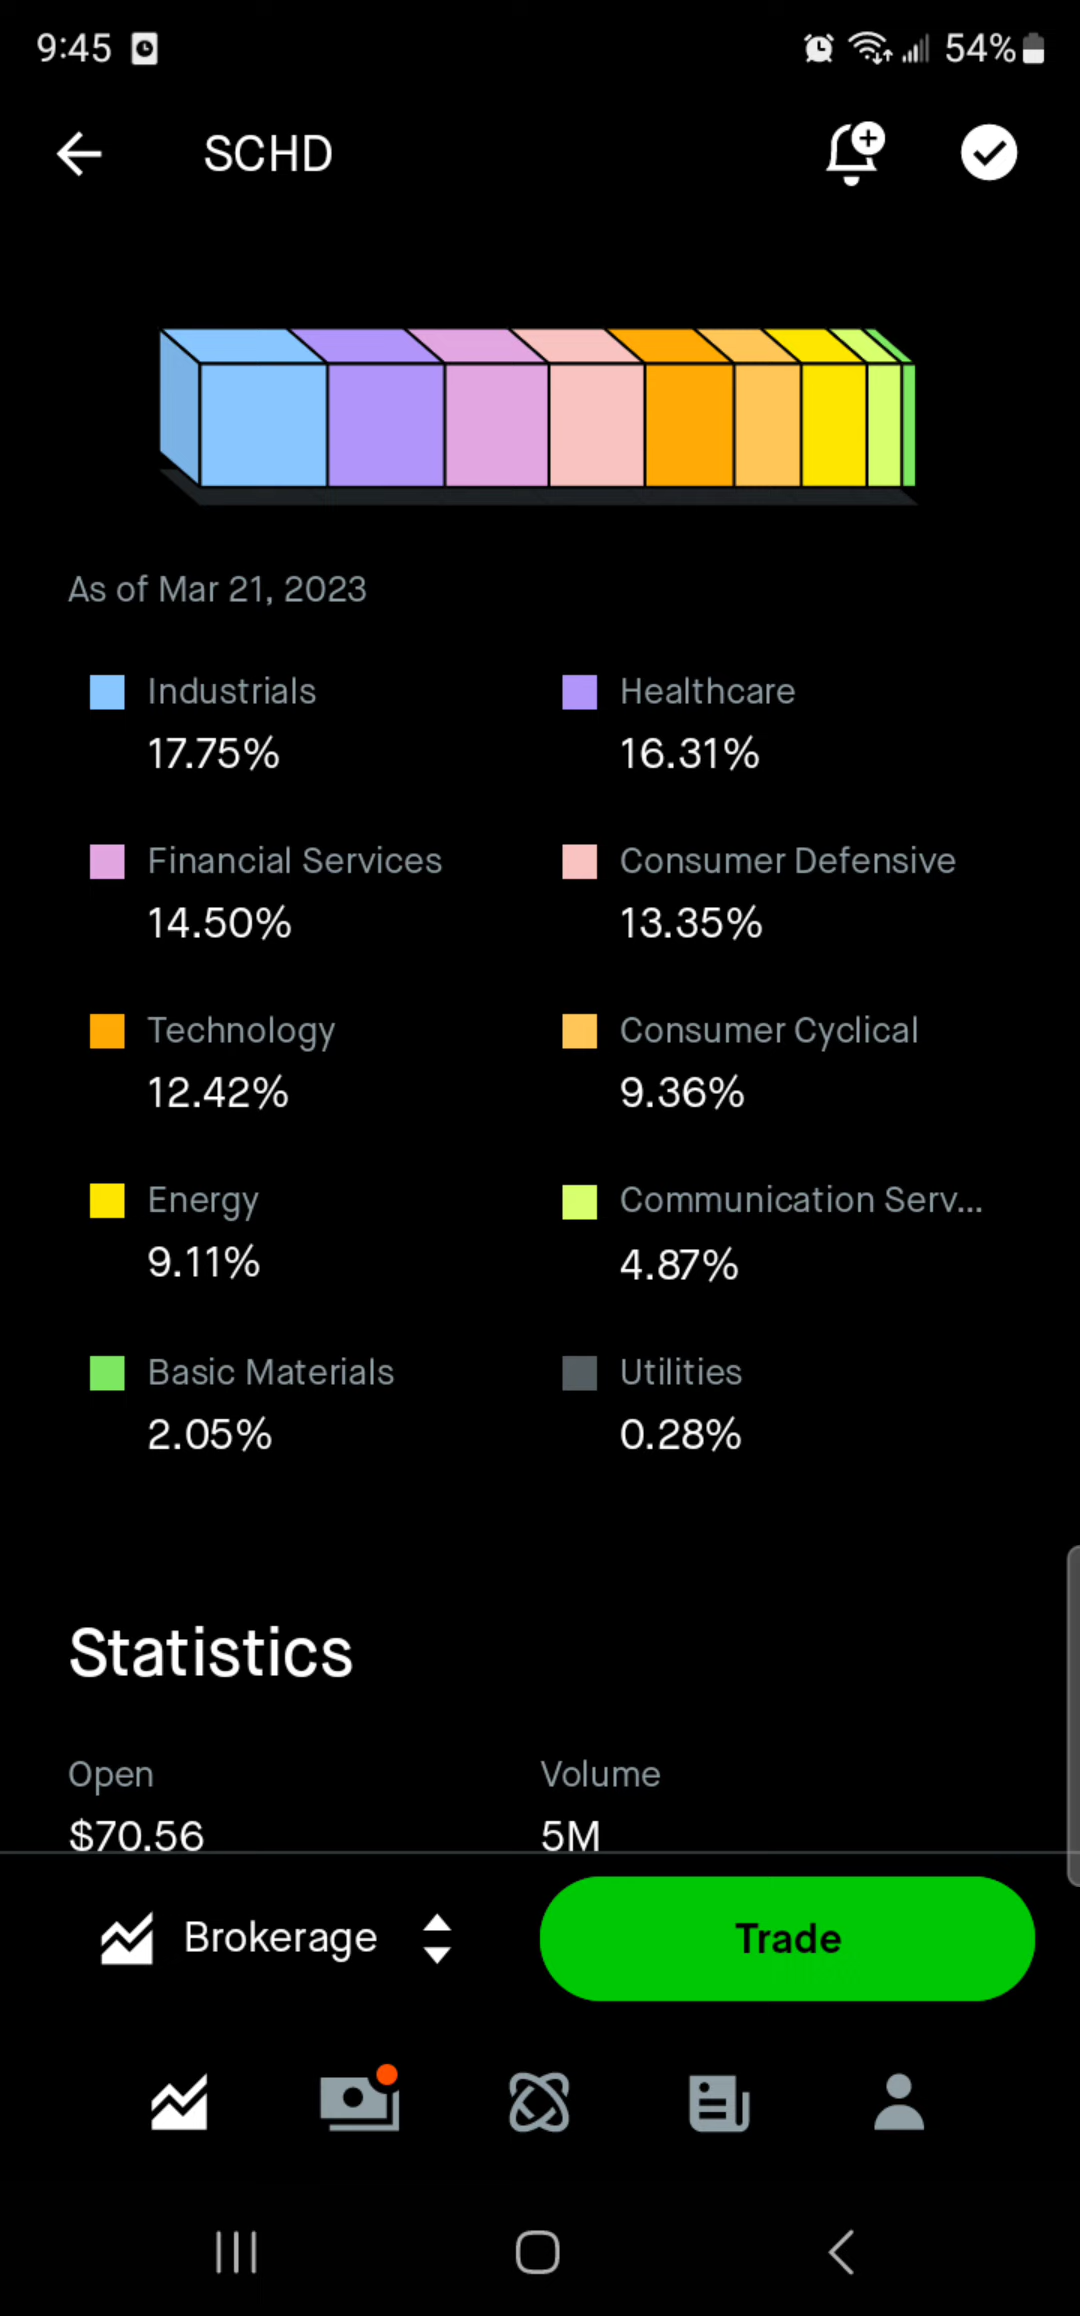 9:45 54%
SCHD
As of Mar 21, 2023
Industrials Healthcare
17.75% 16.31%
Financial Services Consumer Defensive
14.50% 13.35%
Technology Consumer Cyclical
12.42% 9.36%
Energy Communication Serv...
9.11% 4.87%
Basic Materials Utilities
2.05% 0.28%
Statistics
Open Volume
$70.56 5M
Brokerage Trade